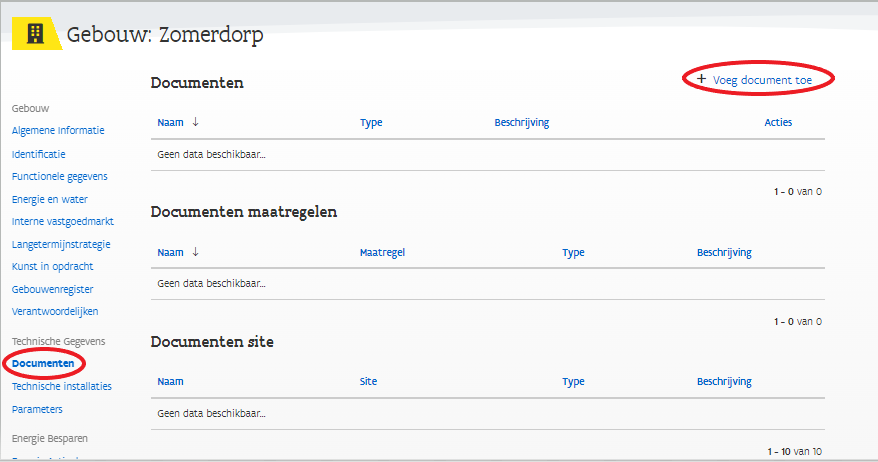 Gebouw: Zomerdorp
Gebouw
Algemene Informatie
Identificatie
Functionele gegevens
Energie en water
Interne vastgoedmarkt
Langetermijnstrategie
Kunst in opdracht
Gebouwenregister
Verantwoordelijken
Technische Gegevens
Documenten
Technische installaties
Parameters
Energie Besparen
Documenten
+ Voeg document toe
Naam ↓ Type Beschrijving Acties
Geen data beschikbaar...
1 - 0 van 0
Documenten maatregelen
Naam ↓ Maatregel Type Beschrijving
Geen data beschikbaar...
1 - 0 van 0
Documenten site
Naam Site Type Beschrijving
Geen data beschikbaar...
1 - 10 van 10